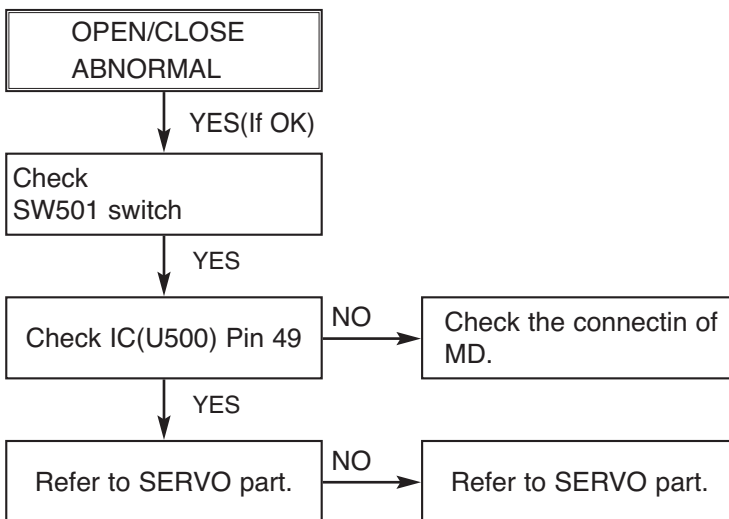 OPEN/CLOSE
ABNORMAL
YES(If OK)
Check
SW501 switch
YES
Check IC(U500) Pin 49
NO
Check the connectin of
MD.
YES
Refer to SERVO part.
NO
Refer to SERVO part.